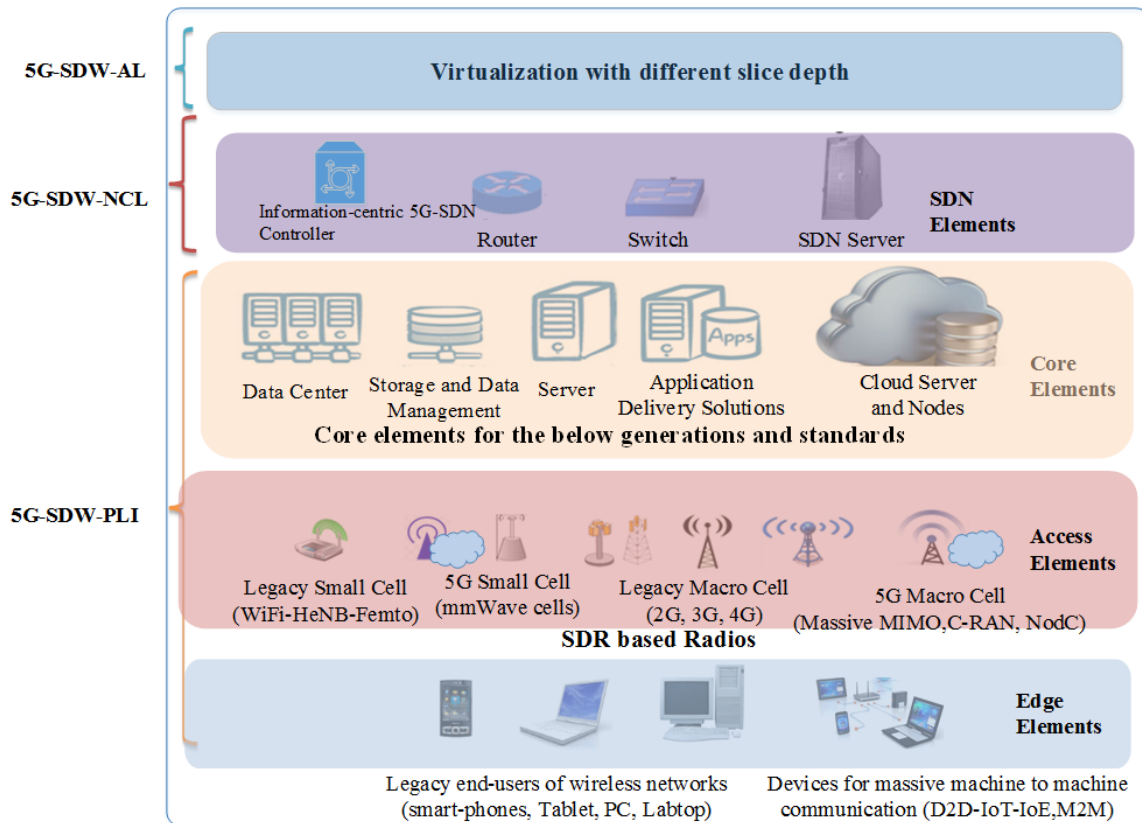 5G-SDW-AL
Virtualization with different slice depth
5G-SDW-NCL
Information-centric 5G-SDN
Controller
Router
Switch
SDN Server
SDN
Elements
Data Center
Storage and Data
Management
Server
Apps
Application
Delivery Solutions
Cloud Server
and Nodes
Core
Elements
Core elements for the below generations and standards
5G-SDW-PLI
Legacy Small Cell
(WiFi-HeNB-Femto)
5G Small Cell
(mmWave cells)
Legacy Macro Cell
(2G, 3G, 4G)
5G Macro Cell
(Massive MIMO,C-RAN, NodC)
Access
Elements
SDR based Radios
Edge
Elements
Legacy end-users of wireless networks
(smart-phones, Tablet, PC, Labtop)
Devices for massive machine to machine
communication (D2D-IoT-IoE,M2M)